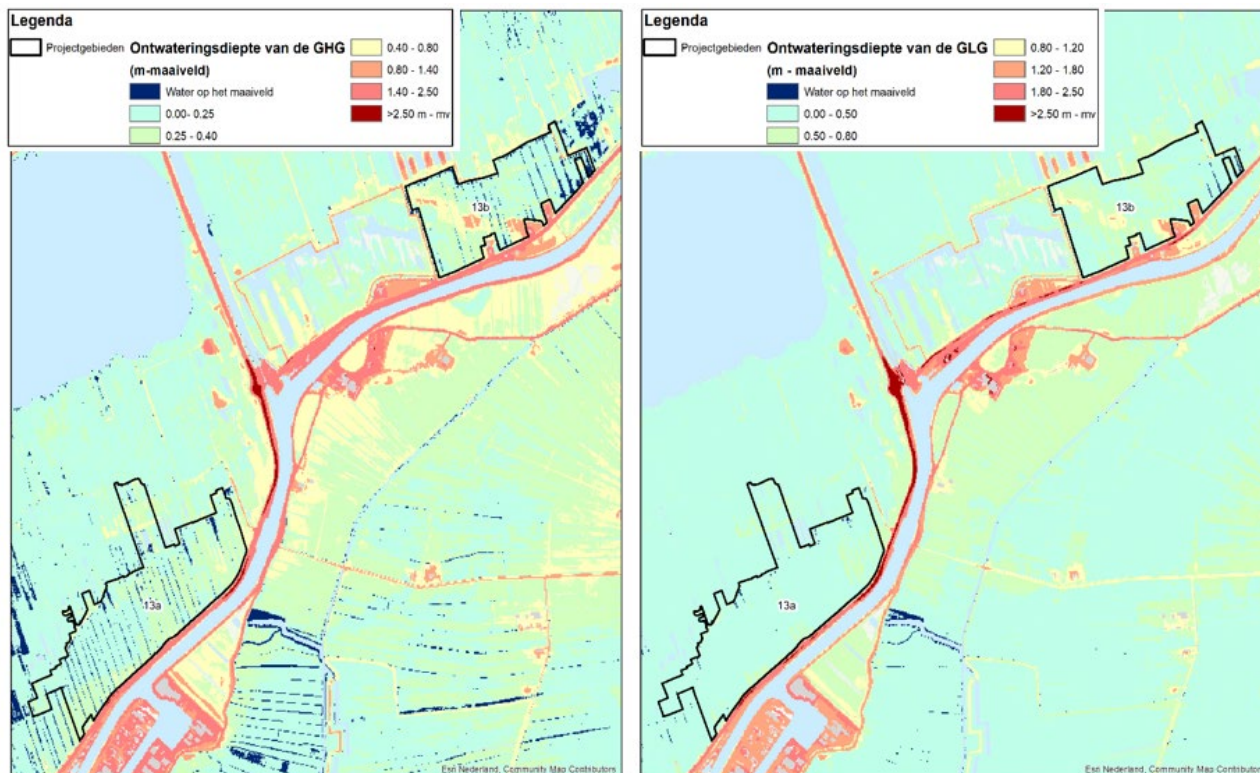 Legenda
Projectgebieden
Ontwateringsdiepte van de GHG
(m-maaiveld)
Water op het maaiveld
0.00- 0.25
0.25 - 0.40
0.40 - 0.80
0.80 - 1.40
1.40 - 2.50
>2.50 m - mv
13b
13a
Esri Nederland, Community Map Contributors
Legenda
Projectgebieden
Ontwateringsdiepte van de GLG
(m - maaiveld)
Water op het maaiveld
0.00 - 0.50
0.50 - 0.80
0.80 - 1.20
1.20 - 1.80
1.80 - 2.50
>2.50 m - mv
13b
13a
Esri Nederland, Community Map Contributors